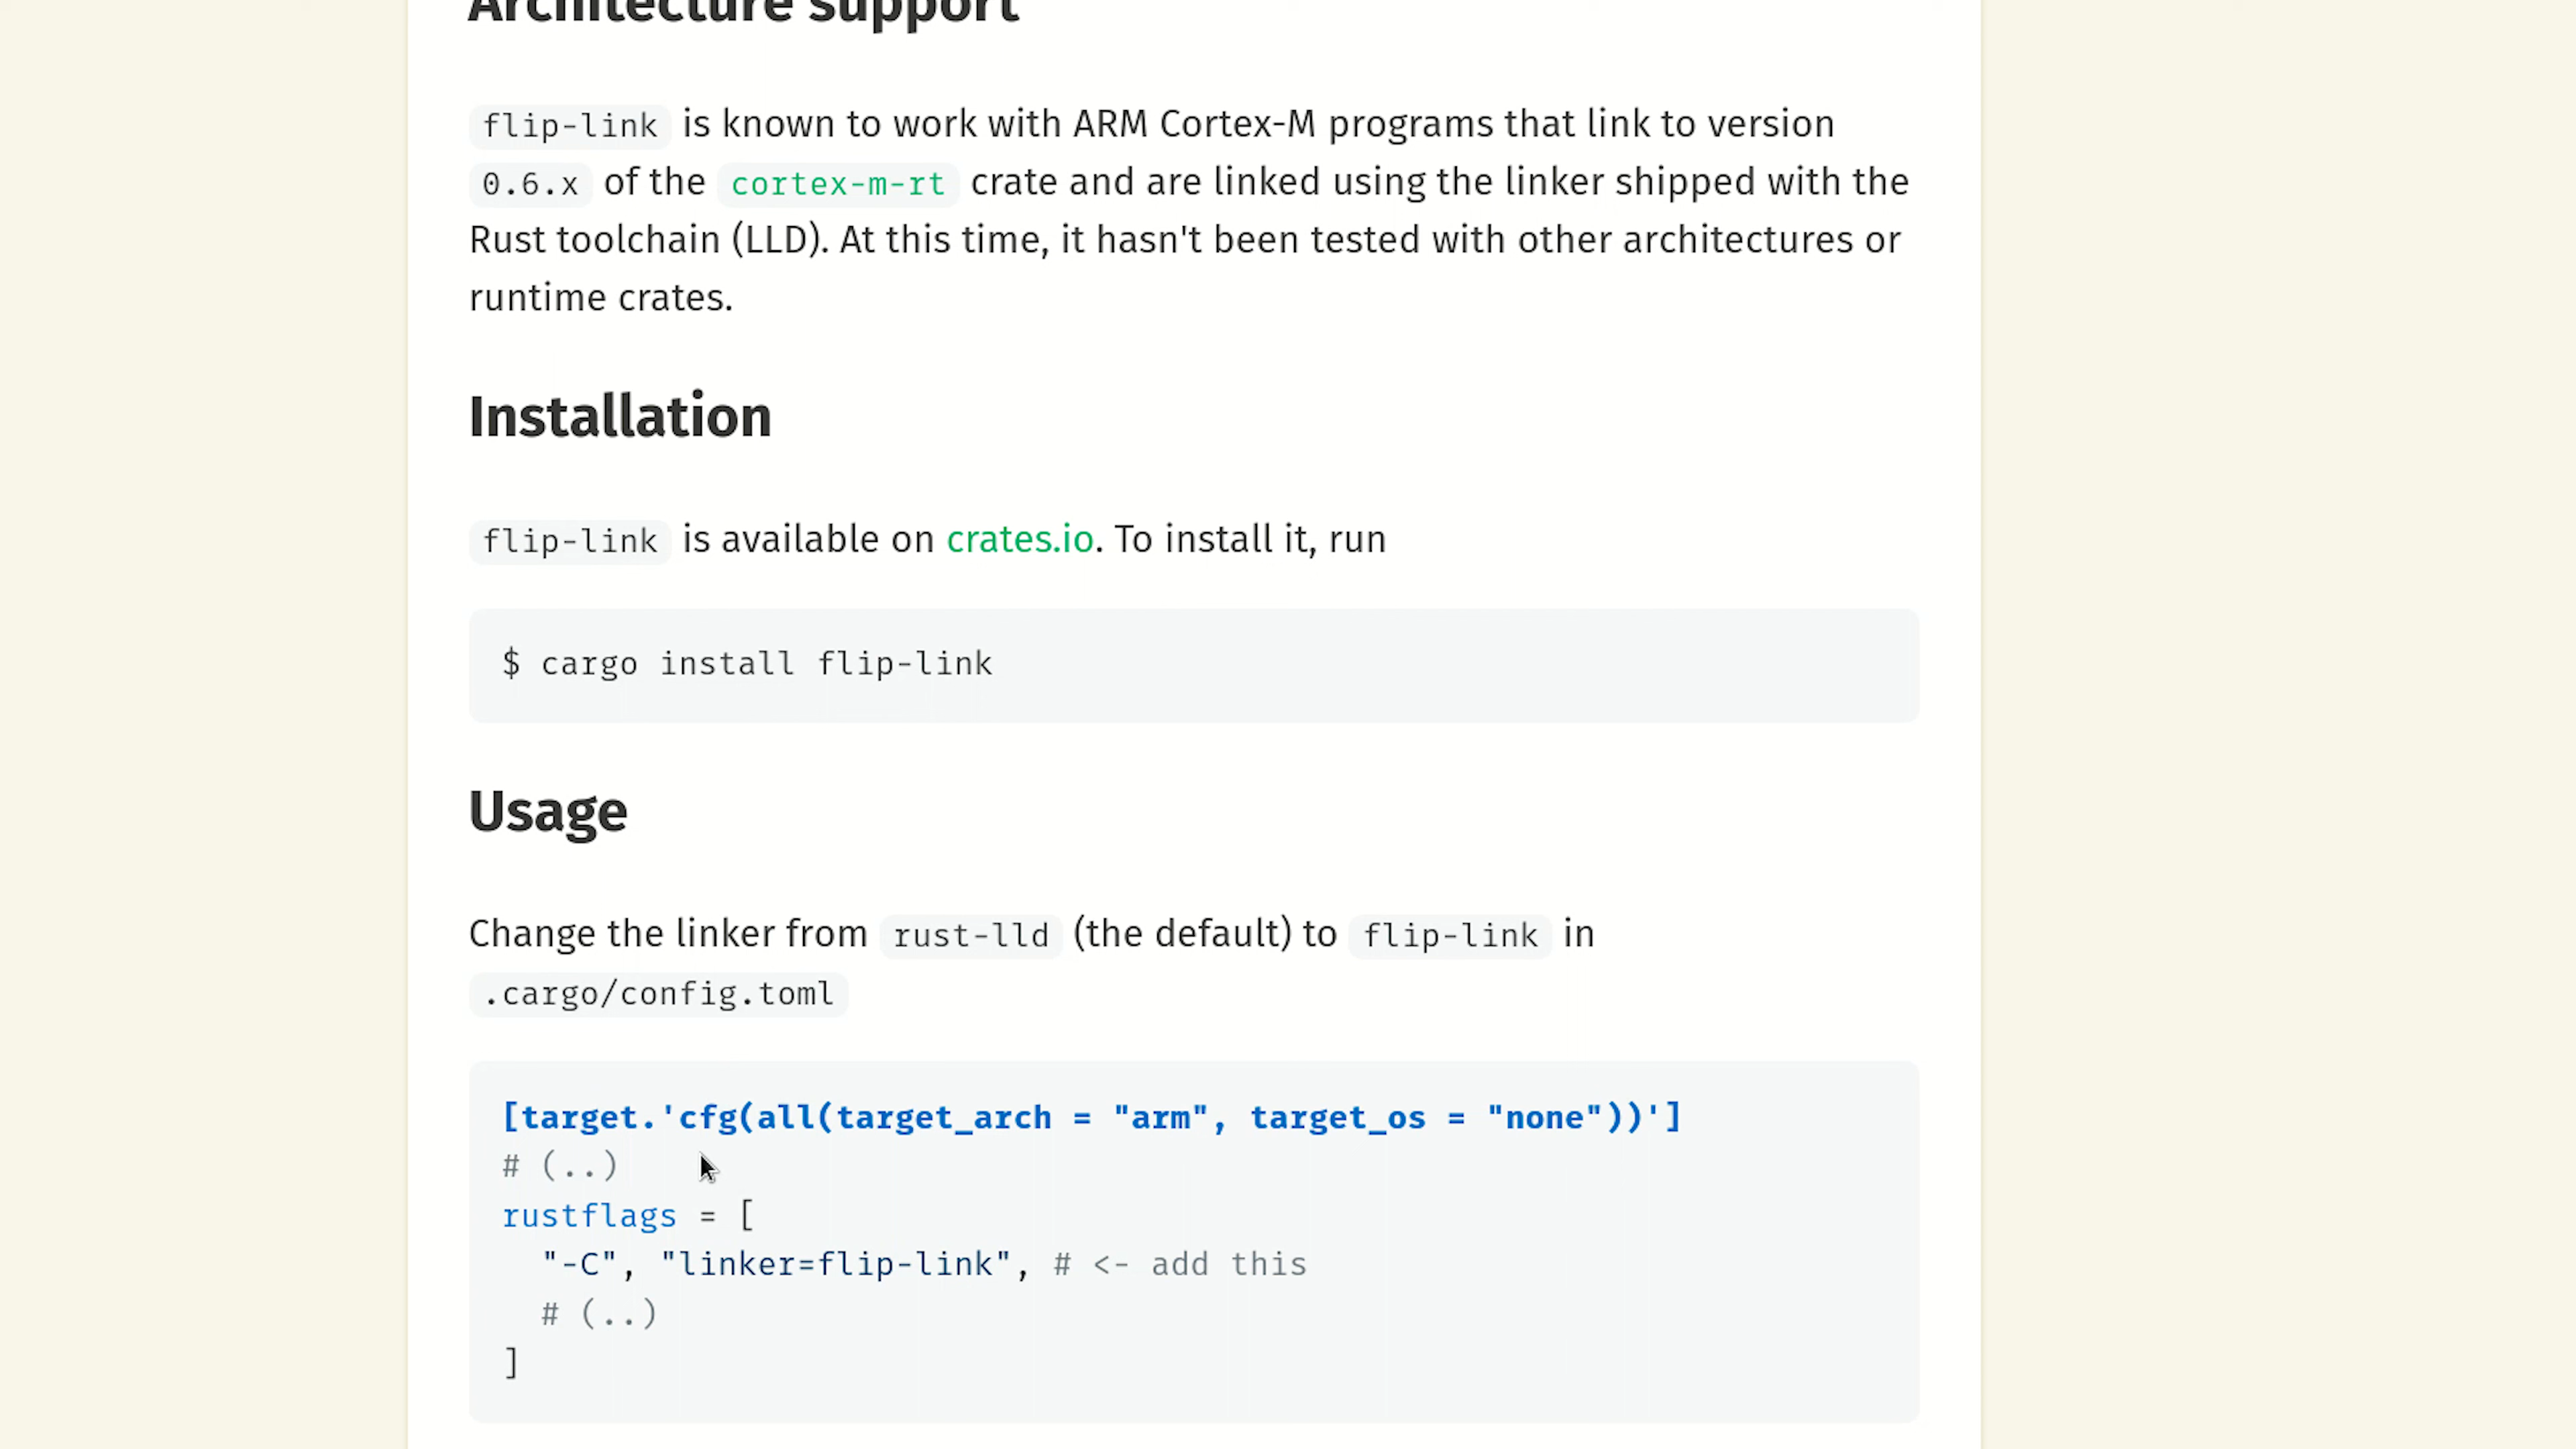 Architecture support
flip-link is known to work with ARM Cortex-M programs that link to version
0.6.x of the cortex-m-rt crate and are linked using the linker shipped with the
Rust toolchain (LLD). At this time, it hasn't been tested with other architectures or
runtime crates.
Installation
flip-link is available on crates.io. To install it, run
$ cargo install flip-link
Usage
Change the linker from rust-lld (the default) to flip-link in
.cargo/config.toml
[target.'cfg(all(target_arch = "arm", target_os = "none"))']
# (..)
rustflags = [
  "-C", "linker=flip-link", # <- add this
  # (..)
]